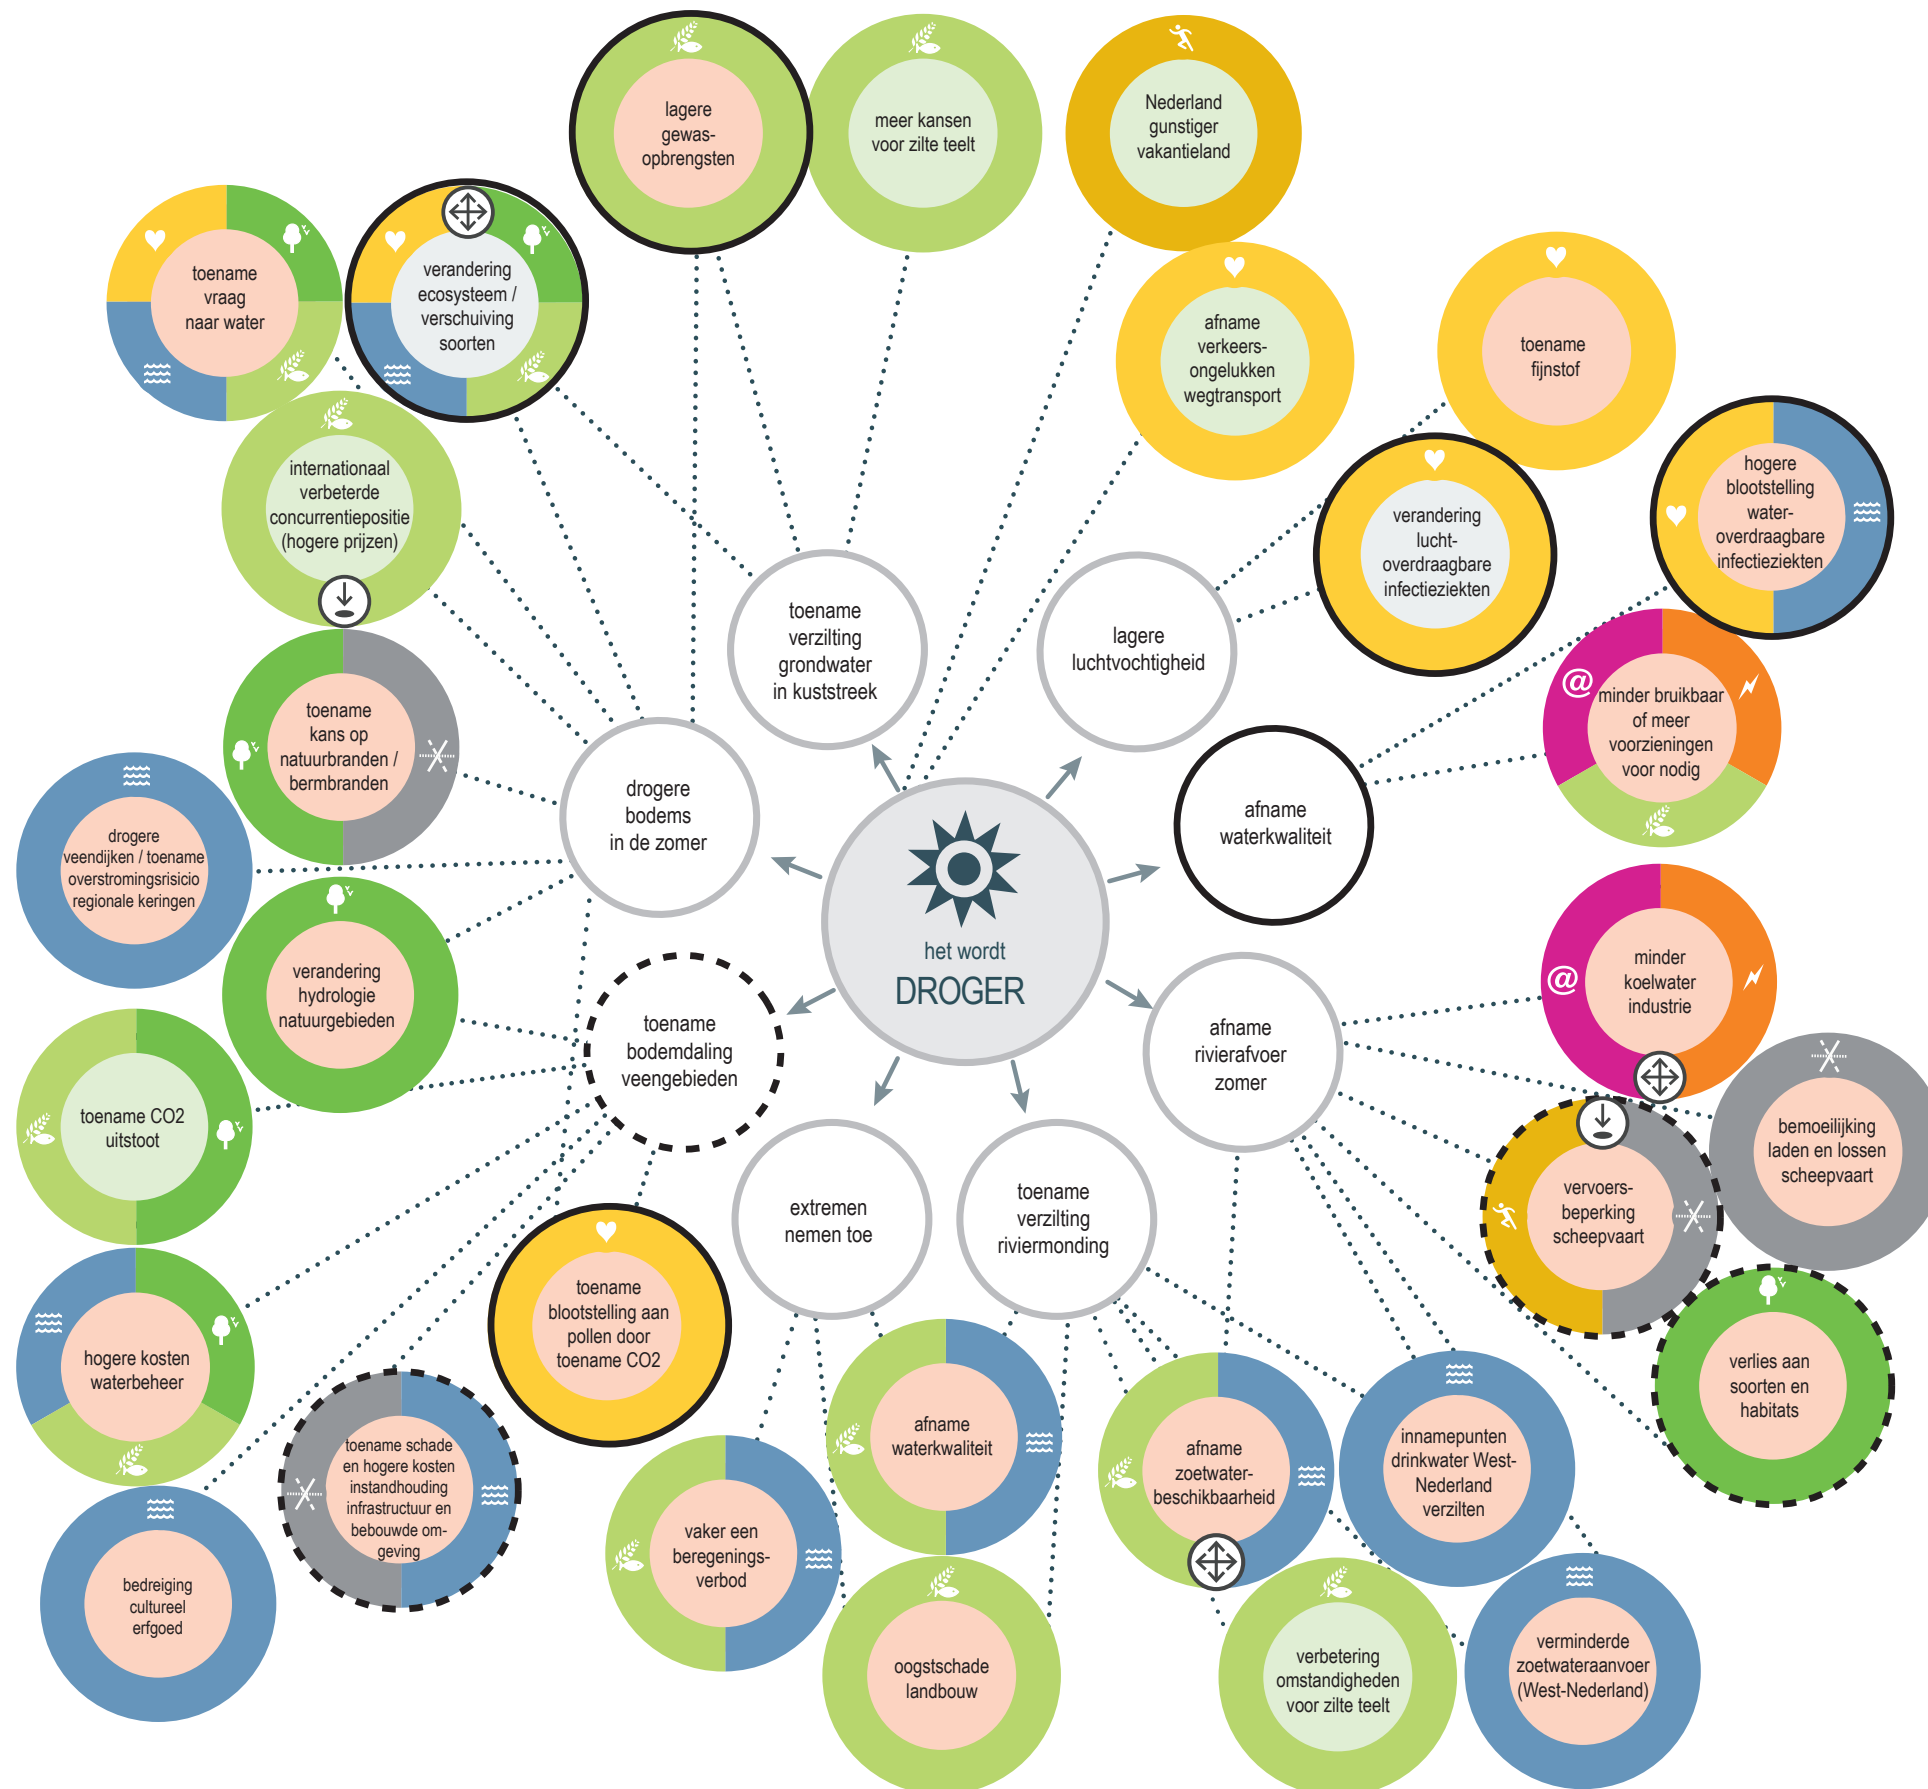 lagere
gewas-
opbrengsten
meer kansen
voor zilte teelt
Nederland
gunstiger
vakantieland
toename
vraag
naar water
verandering
ecosysteem /
verschuiving
soorten
afname
verkeers-
ongelukken
wegtransport
toename
fijnstof
internationaal
verbeterde
concurrentiepositie
(hogere prijzen)
verandering
lucht-
overdraagbare
infectieziekten
hogere
blootstelling
water-
overdraagbare
infectieziekten
toename
verzilting
grondwater
in kuststreek
lagere
luchtvochtigheid
toename
kans op
natuurbranden /
bermbranden
@
minder bruikbaar
of meer
voorzieningen
voor nodig
drogere
bodems
in de zomer
afname
waterkwaliteit
drogere
veendijken / toename
overstromingsrisicio
regionale keringen
het wordt
DROGER
verandering
hydrologie
natuurgebieden
@
minder
koelwater
industrie
toename
bodemdaling
veengebieden
afname
rivierafvoer
zomer
toename CO2
uitstoot
bemoeilijking
laden en lossen
scheepvaart
vervoers-
beperking
scheepvaart
extremen
nemen toe
toename
verzilting
riviermonding
toename
blootstelling aan
pollen door
toename CO2
hogere kosten
waterbeheer
verlies aan
soorten en
habitats
toename schade
en hogere kosten
instandhouding
infrastructuur en
bebouwde om-
geving
afname
waterkwaliteit
afname
zoetwater-
beschikbaarheid
innamepunten
drinkwater West-
Nederland
verzilten
vaker een
beregenings-
verbod
bedreiging
cultureel
erfgoed
oogstschade
landbouw
verbetering
omstandigheden
voor zilte teelt
verminderde
zoetwateraanvoer
(West-Nederland)